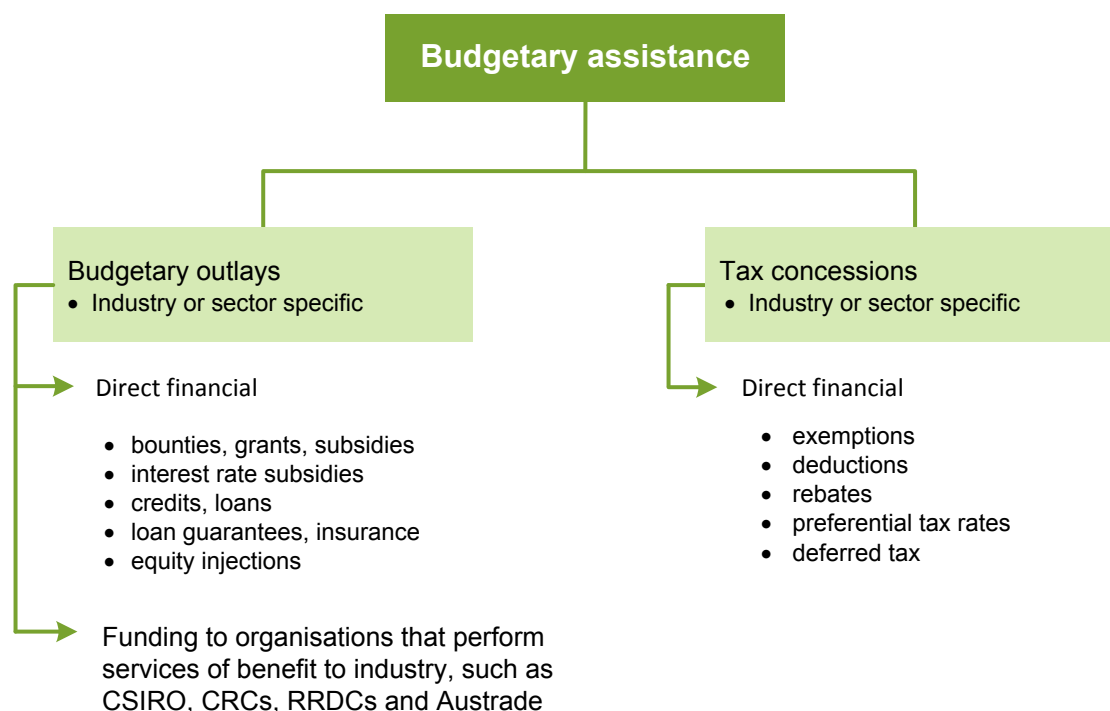 Budgetary assistance
Budgetary outlays
• Industry or sector specific
Tax concessions
• Industry or sector specific
Direct financial
• bounties, grants, subsidies
• interest rate subsidies
• credits, loans
• loan guarantees, insurance
• equity injections
Funding to organisations that perform
services of benefit to industry, such as
CSIRO, CRCs, RRDCs and Austrade
Direct financial
• exemptions
• deductions
• rebates
• preferential tax rates
• deferred tax